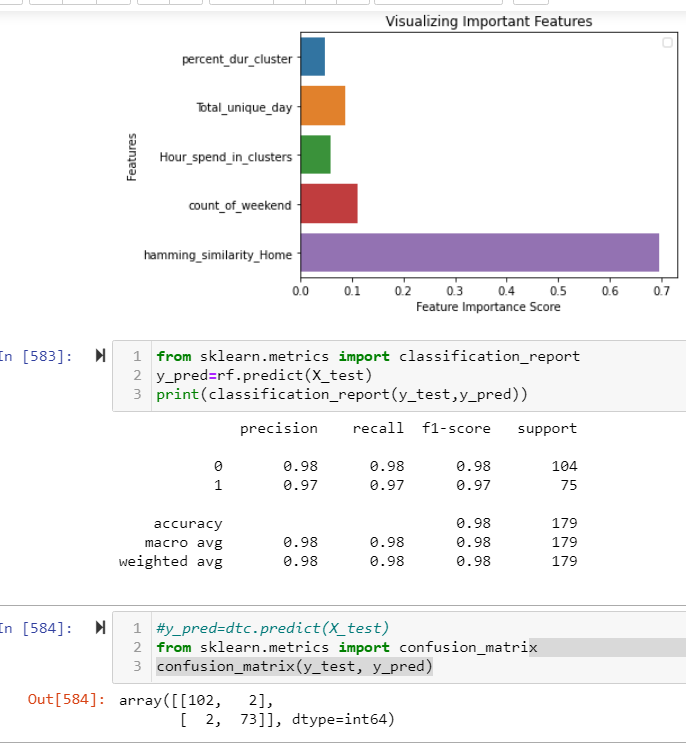 Visualizing Important Features
percent_dur_cluster
Total_unique_day
Hour_spend_in_clusters
count_of_weekend
hamming_similarity_Home
Features
0.0 0.1 0.2 0.3 0.4 0.5 0.6 0.7
Feature Importance Score
In [583]:
1 from sklearn.metrics import classification_report
2 y_pred=rf.predict(X_test)
3 print(classification_report(y_test,y_pred))
precision recall f1-score support
0 0.98 0.98 0.98 104
1 0.97 0.97 0.97 75
accuracy 0.98 179
macro avg 0.98 0.98 0.98 179
weighted avg 0.98 0.98 0.98 179
In [584]:
1 #y_pred=dtc.predict(X_test)
2 from sklearn.metrics import confusion_matrix
3 confusion_matrix(y_test, y_pred)
Out[584]: array([[102, 2],
[ 2, 73]], dtype=int64)